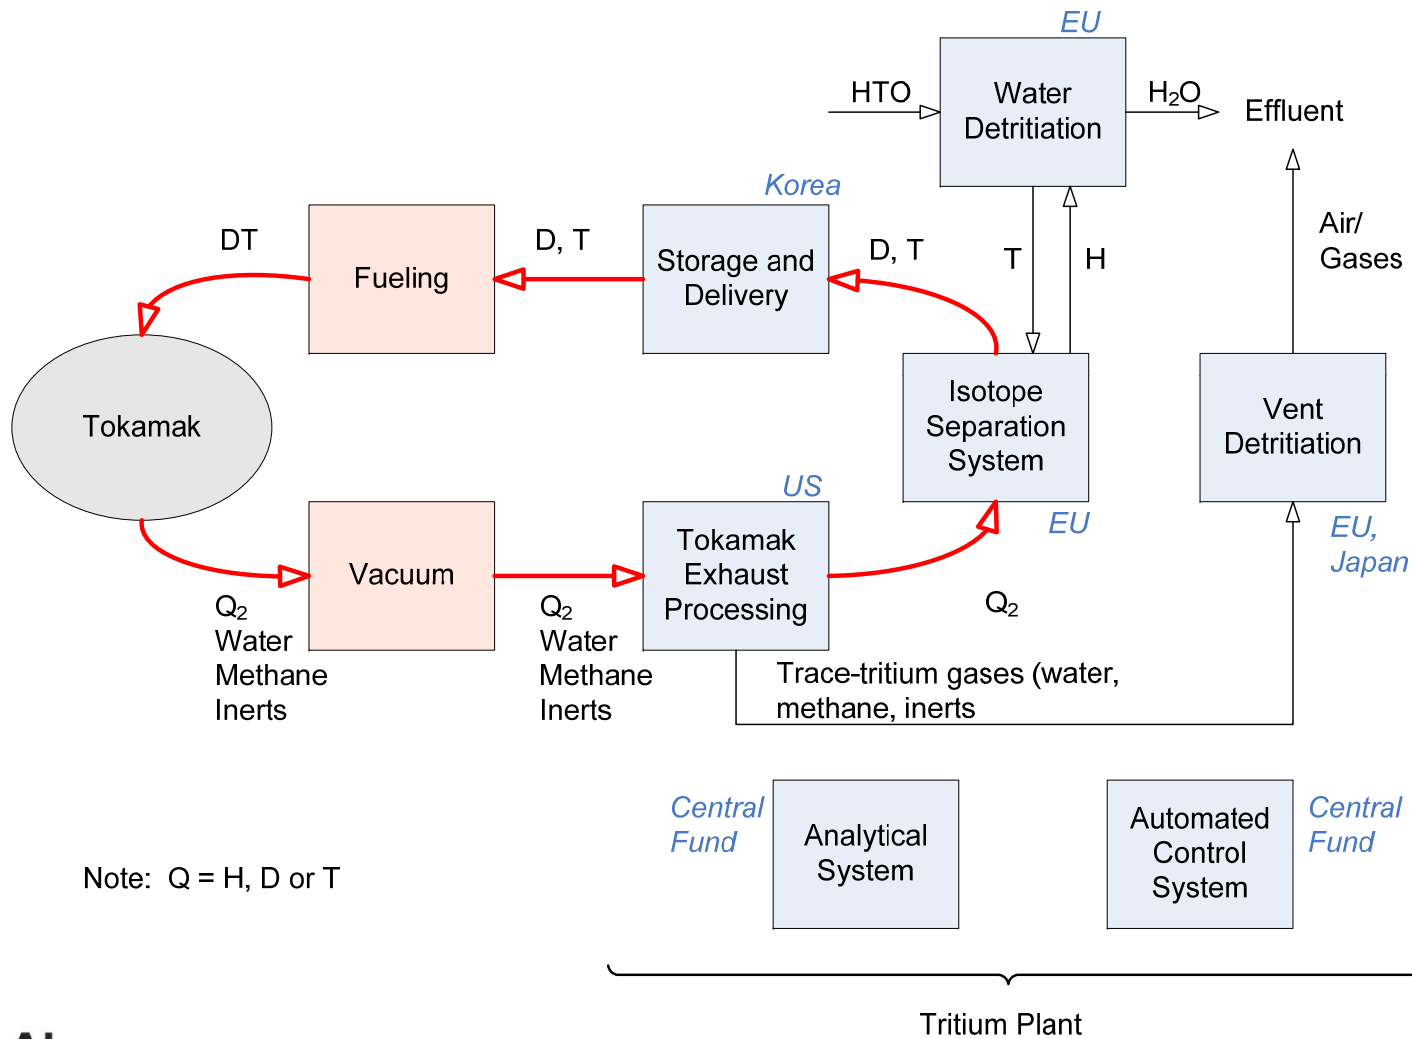 EU
HTO
Water
Detritiation
H₂O
Effluent
Korea
DT
Fueling
D, T
Storage and
Delivery
D, T
T
H
Air/
Gases
Tokamak
Isotope
Separation
System
Vent
Detritiation
US
EU
EU,
Japan
Vacuum
Tokamak
Exhaust
Processing
Q₂
Q₂
Water
Methane
Inerts
Q₂
Water
Methane
Inerts
Trace-tritium gases (water,
methane, inerts
Central
Fund
Analytical
System
Automated
Control
System
Central
Fund
Note: Q = H, D or T
Tritium Plant